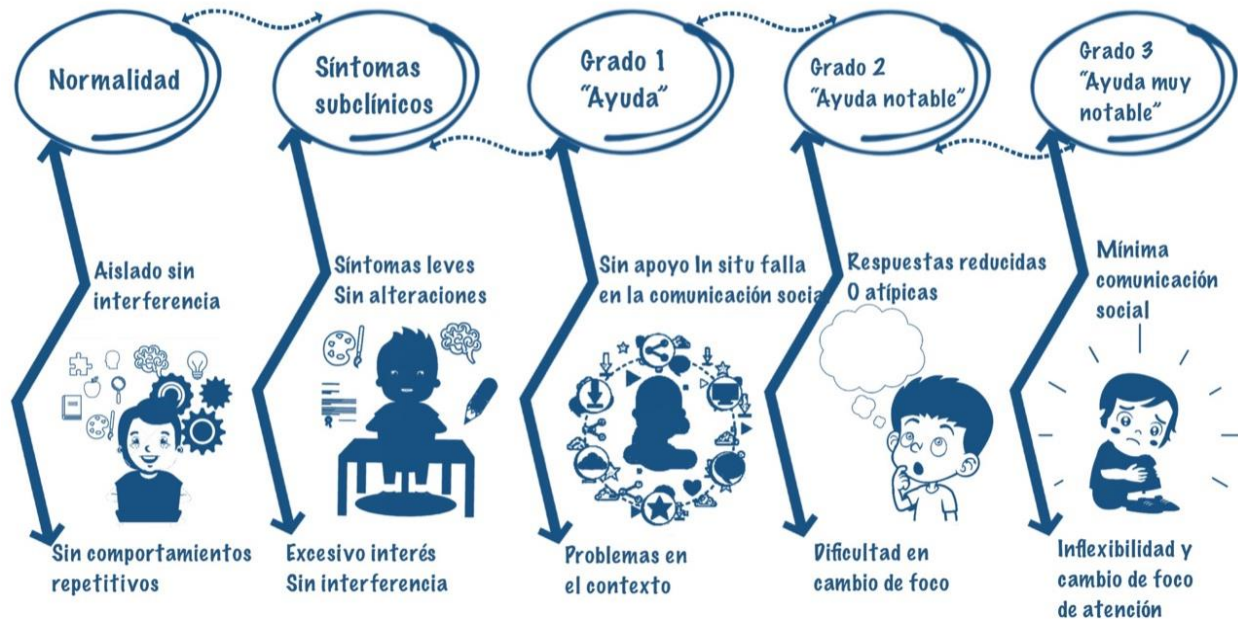 Normalidad
Síntomas
subclínicos
Grado 1
"Ayuda"
Grado 2
"Ayuda notable"
Grado 3
"Ayuda muy
notable"
Aislado sin
interferencia
Síntomas leves
Sin alteraciones
Sin apoyo In situ falla
en la comunicación social
Respuestas reducidas
O atípicas
Mínima
comunicación
social
Sin comportamientos
repetitivos
Excesivo interés
Sin interferencia
Problemas en
el contexto
Dificultad en
cambio de foco
Inflexibilidad y
cambio de foco
de atención